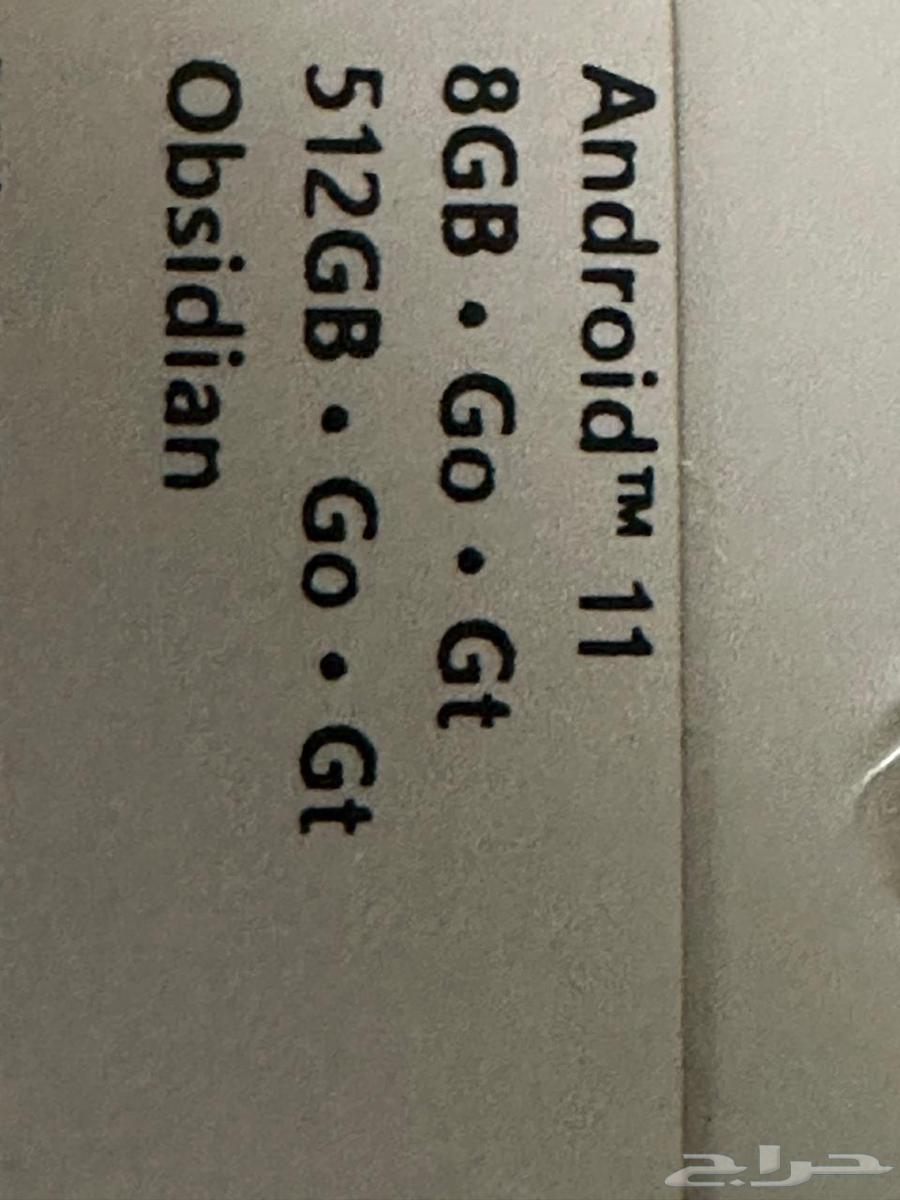 Android™ 11
8GB • Go • Gt
512GB • Go • Gt
Obsidian
حراج